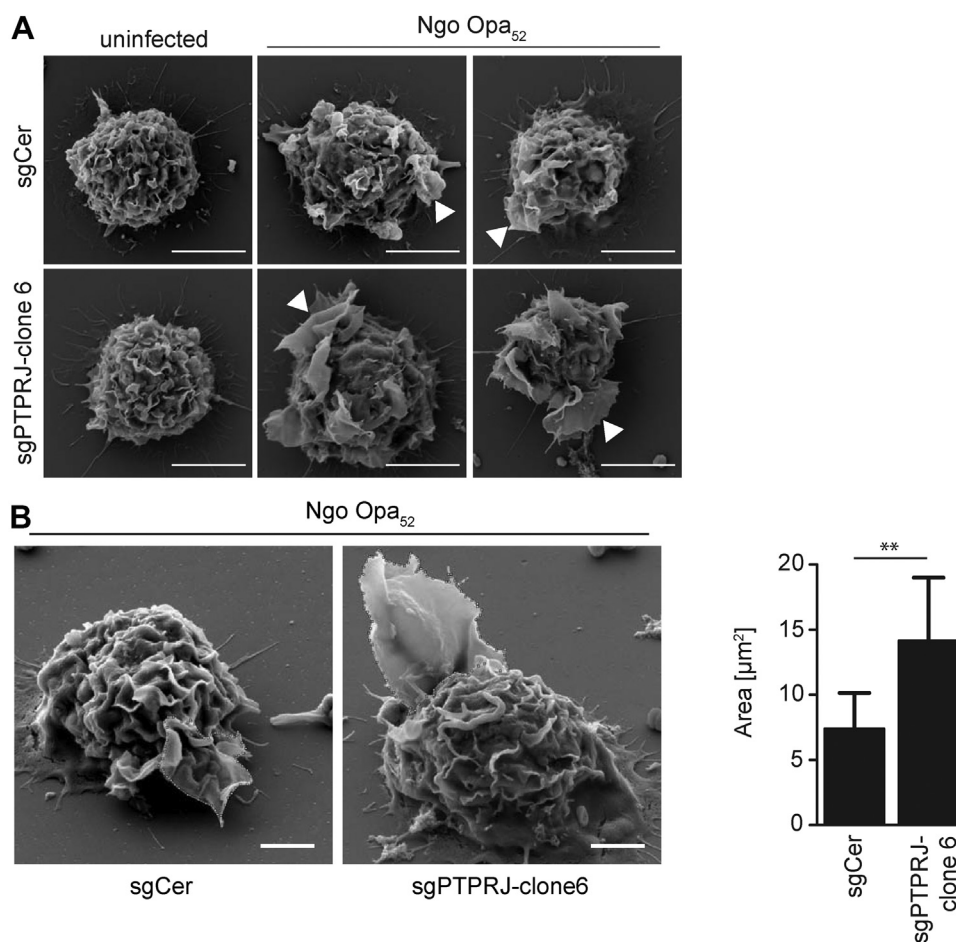 A
uninfected
Ngo Opa52
sgCer
sgPTPRJ-clone 6
B
Ngo Opa52
sgCer
sgPTPRJ-clone6
**
Area [µm²]
20
15
10
5
0
sgCer
sgPTPRJ-
clone 6